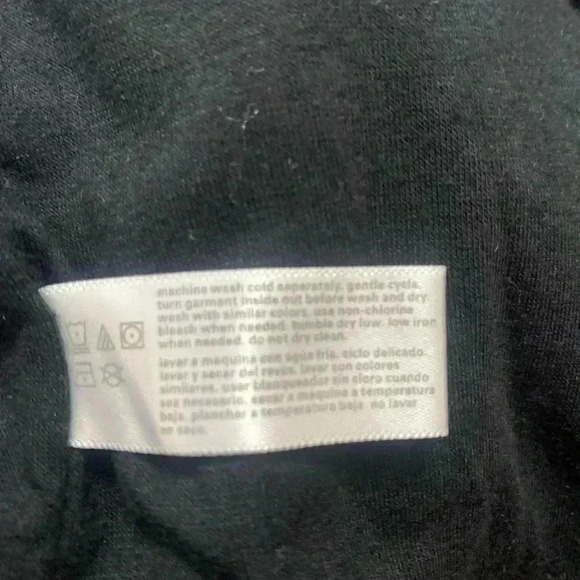 machine wash cold separately, gentle cycle.
turn garment inside out before wash and dry.
wash with similar colors. use non-chlorine
bleach when needed. tumble dry low. low iron
when needed. do not dry clean.
lavar a maquina con agua fria. ciclo delicado.
lavar y secar del revés. lavar con colores
similares. usar blanqueador sin cloro cuando
sea necesario. secar a maquina a temperatura
baja. planchar a temperatura baja. no lavar
en seco.